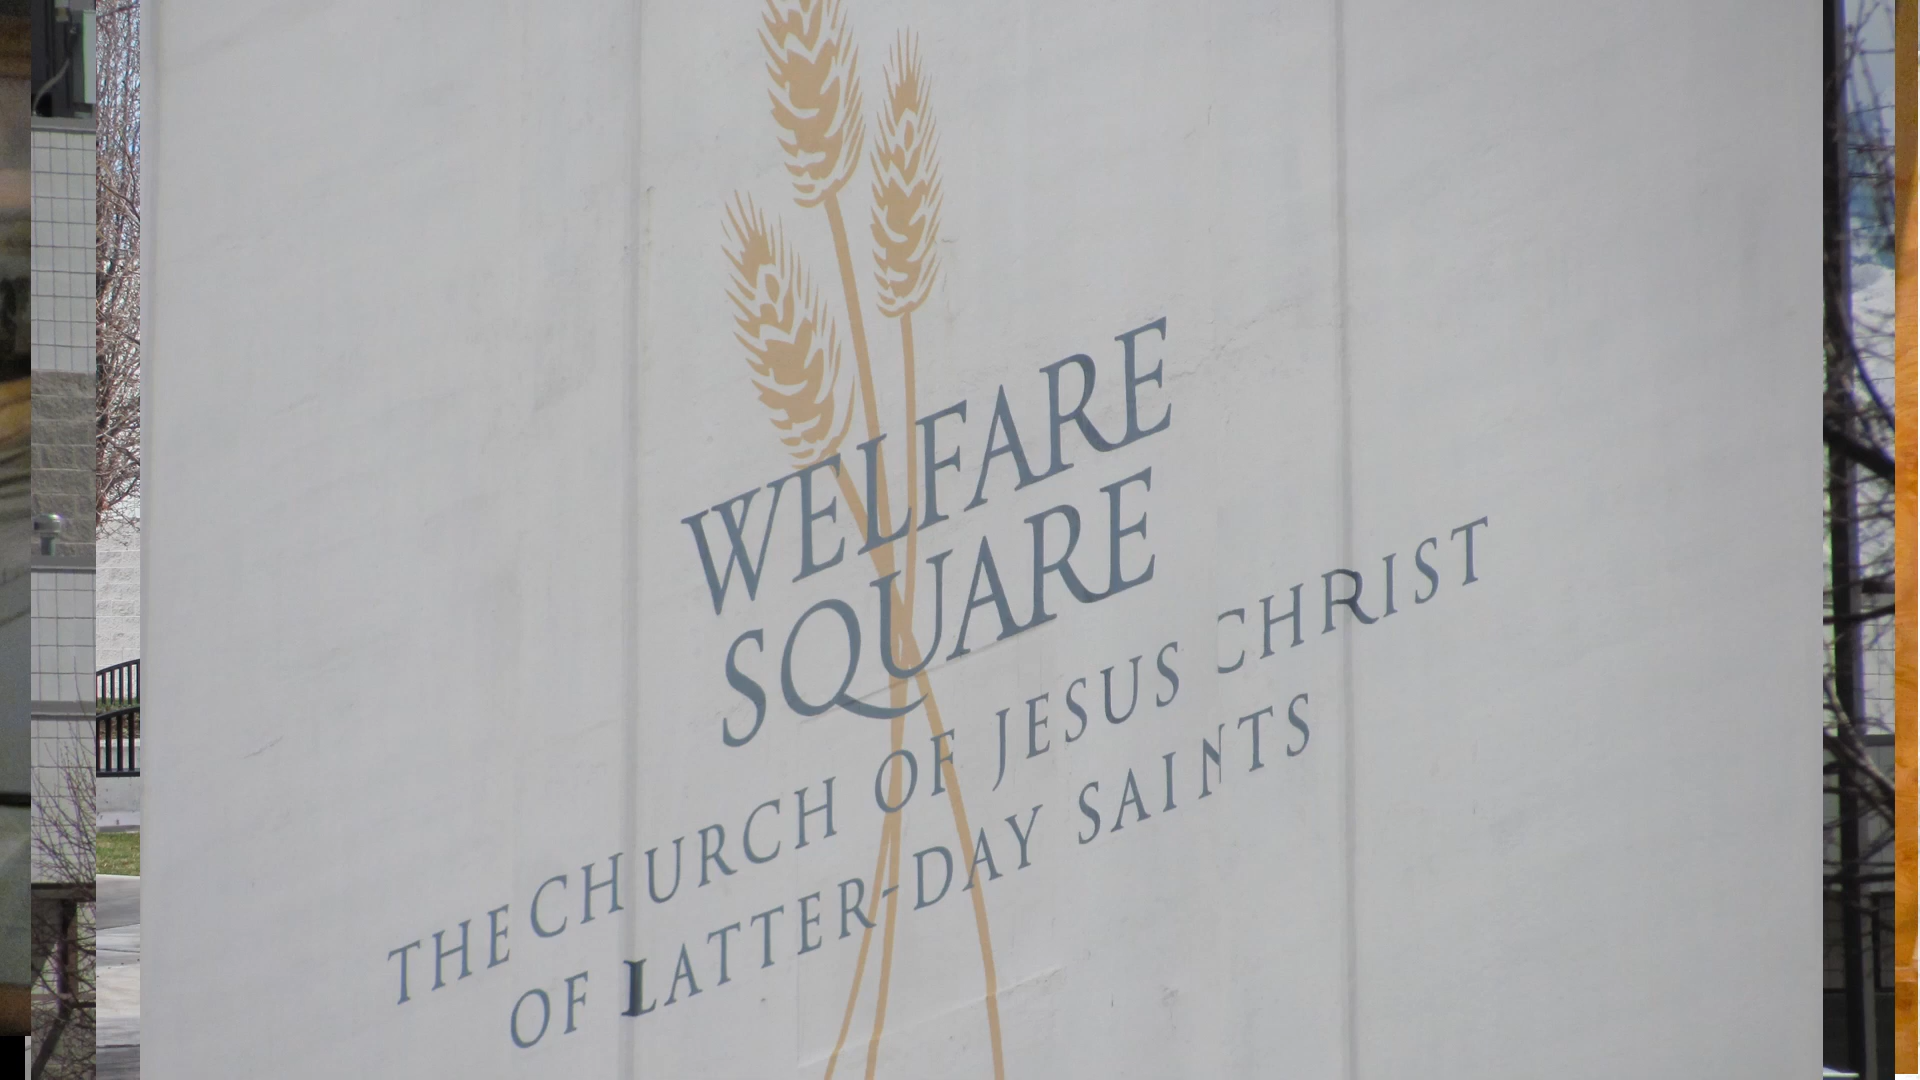 WELFARE
SQUARE
THE CHURCH OF JESUS CHRIST
OF LATTER-DAY SAINTS